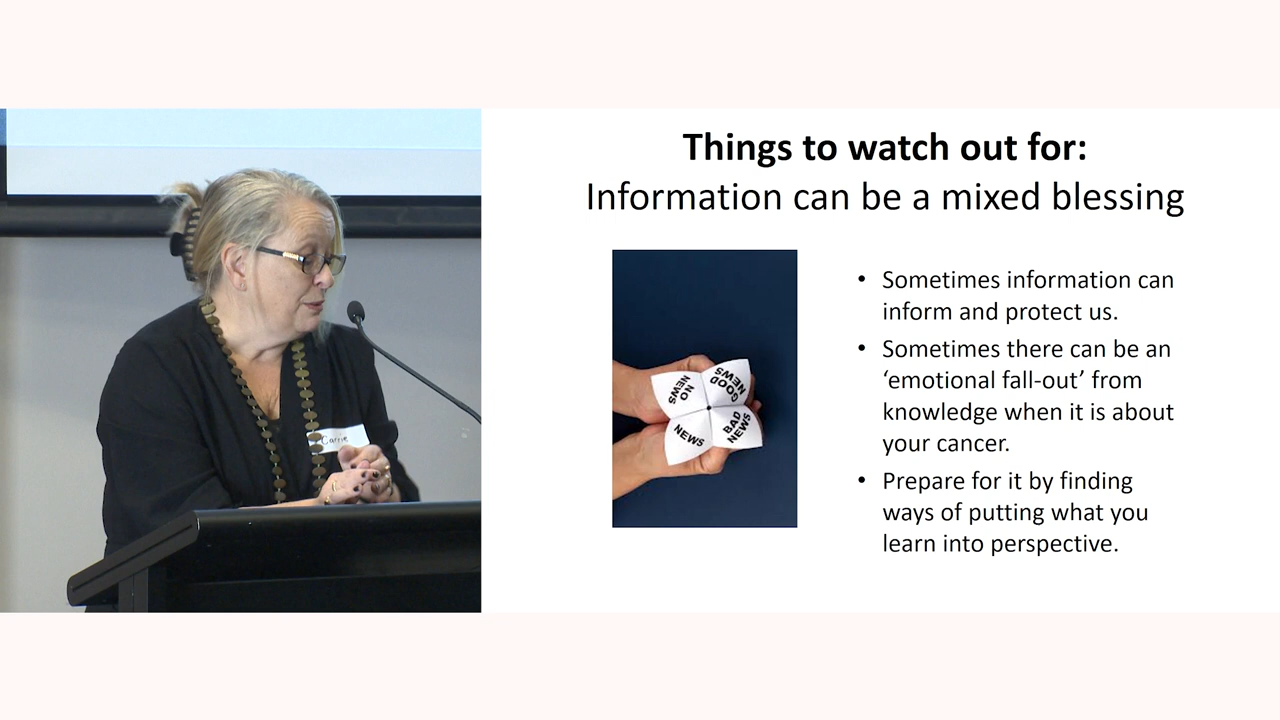 Things to watch out for:
Information can be a mixed blessing
• Sometimes information can
inform and protect us.
• Sometimes there can be an
‘emotional fall-out’ from
knowledge when it is about
your cancer.
• Prepare for it by finding
ways of putting what you
learn into perspective.
NO
NEWS
GOOD
NEWS
NEWS
BAD
NEWS
Carrie